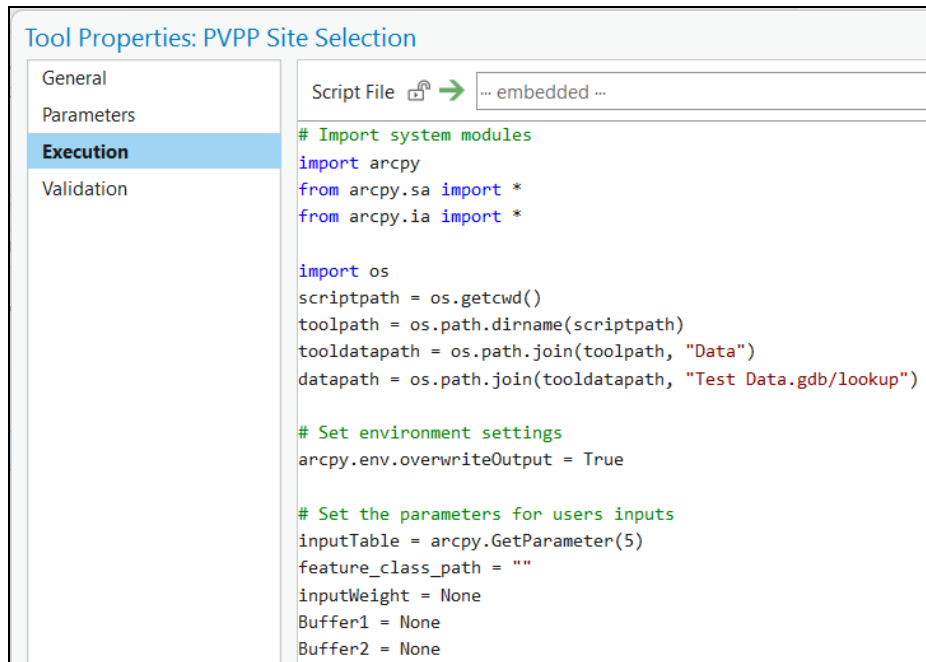 Tool Properties: PVPP Site Selection
General
Parameters
Execution
Validation
Script File
... embedded ...
# Import system modules
import arcpy
from arcpy.sa import *
from arcpy.ia import *
import os
scriptpath = os.getcwd()
toolpath = os.path.dirname(scriptpath)
tooldatapath = os.path.join(toolpath, "Data")
datapath = os.path.join(tooldatapath, "Test Data.gdb/lookup")
# Set environment settings
arcpy.env.overwriteOutput = True
# Set the parameters for users inputs
inputTable = arcpy.GetParameter(5)
feature_class_path = ""
inputWeight = None
Buffer1 = None
Buffer2 = None